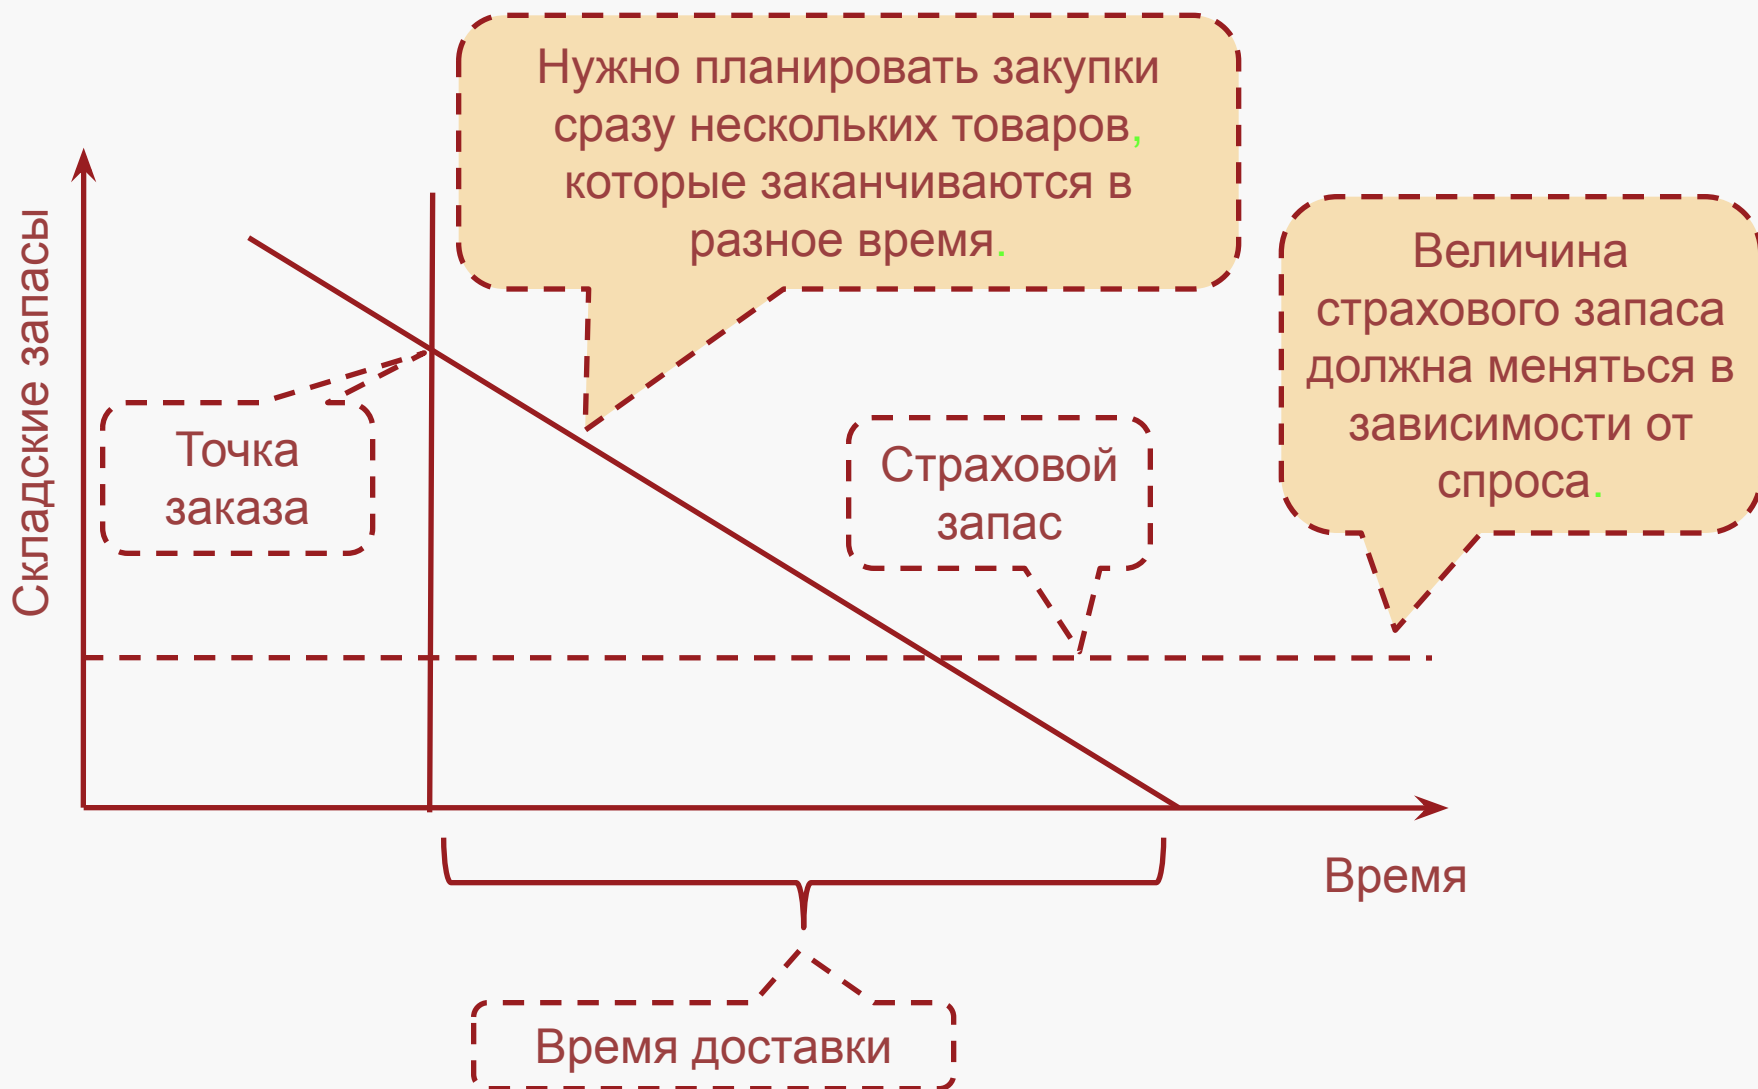 Нужно планировать закупки
сразу нескольких товаров,
которые заканчиваются в
разное время.
Складские запасы
Величина
страхового запаса
должна меняться в
зависимости от
спроса.
Точка
заказа
Страховой
запас
Время
Время доставки